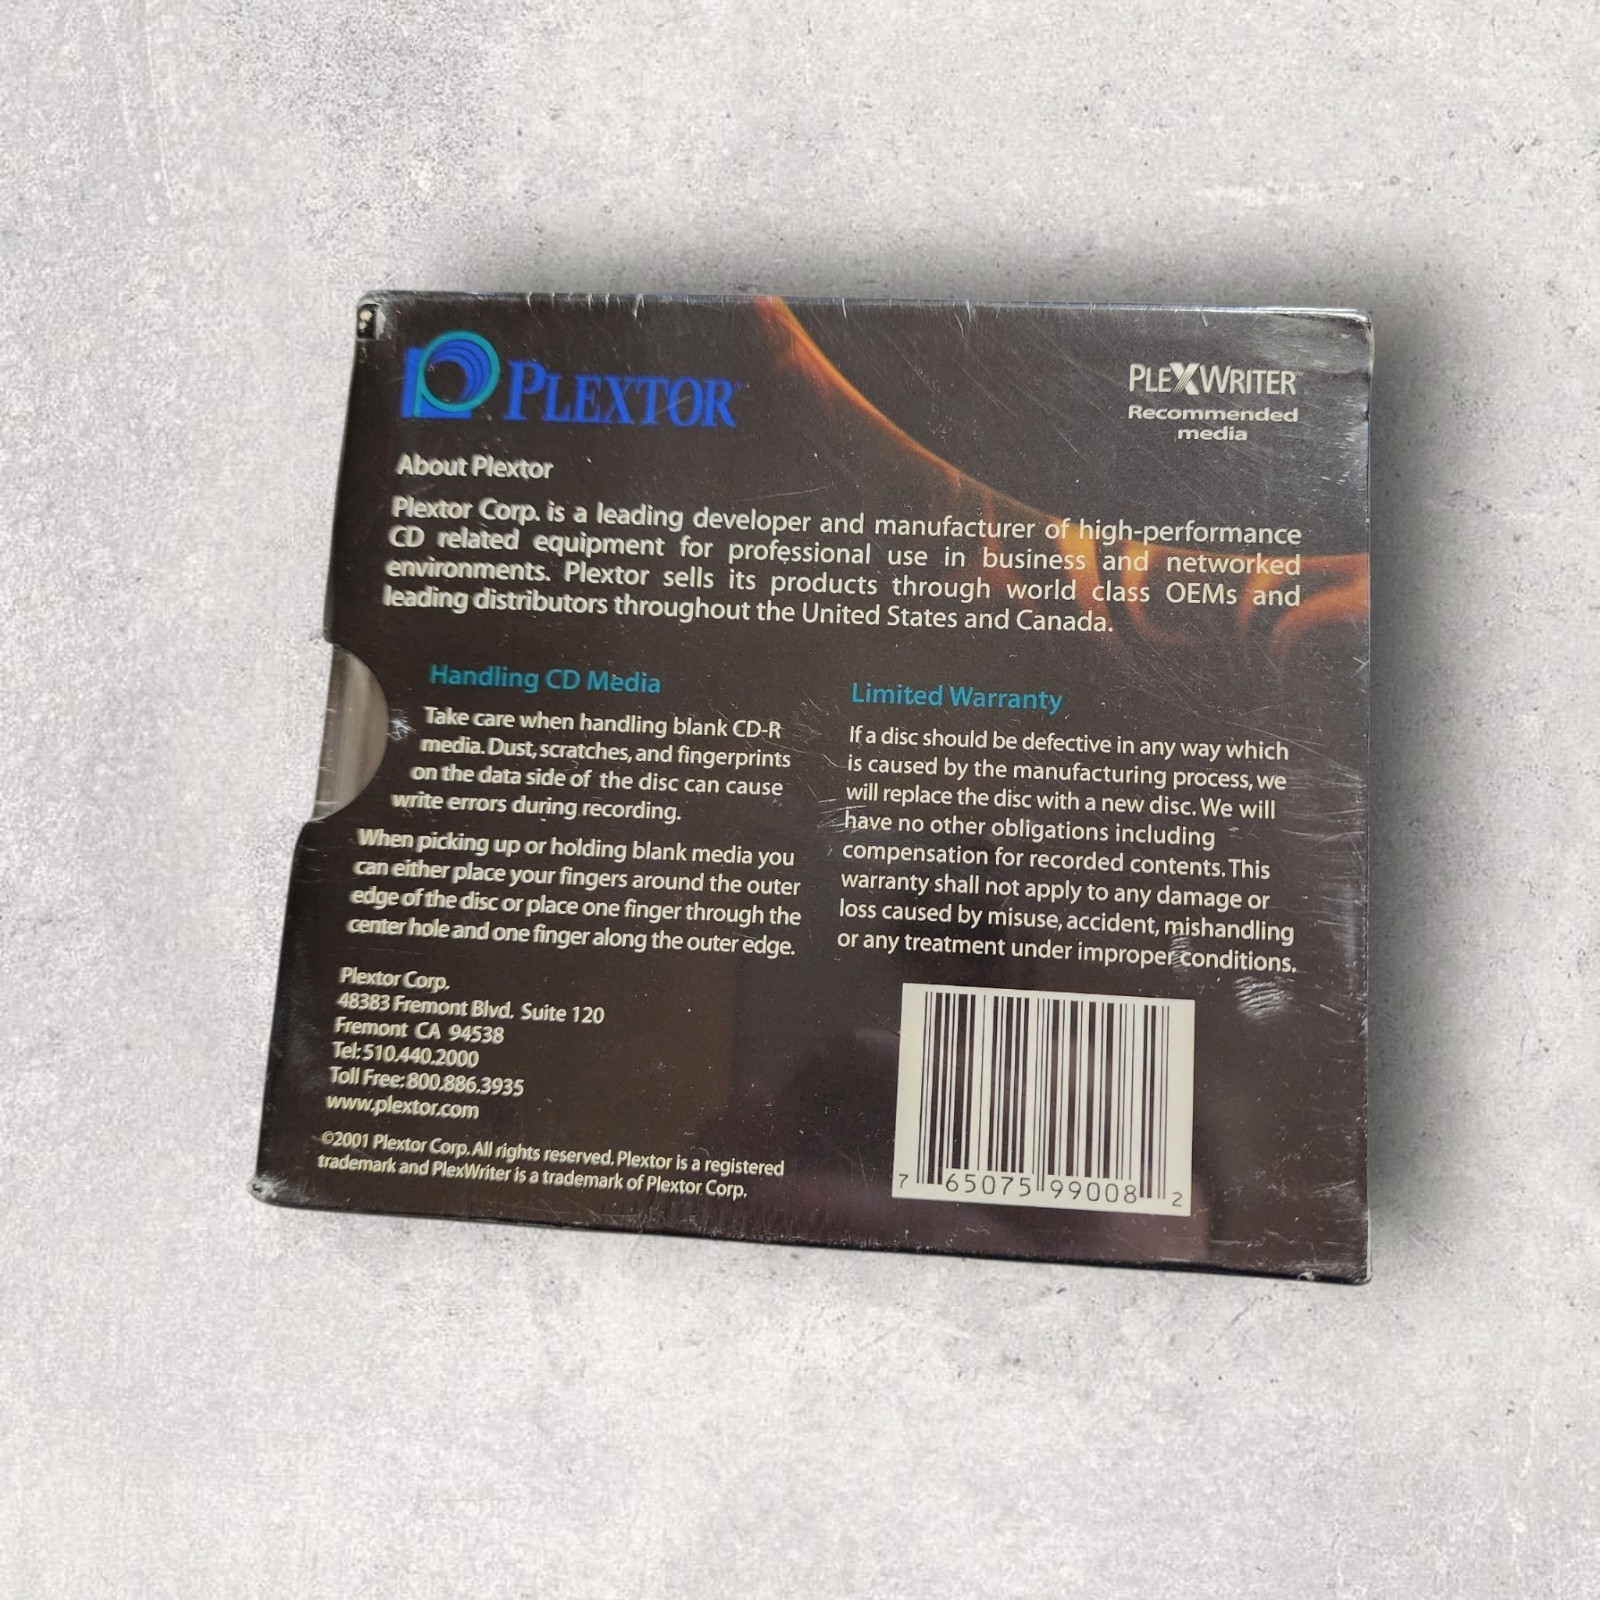 PLEXTOR
PLEXWRITER™
Recommended
media
About Plextor
Plextor Corp. is a leading developer and manufacturer of high-performance
CD related equipment for professional use in business and networked
environments. Plextor sells its products through world class OEMs and
leading distributors throughout the United States and Canada.
Handling CD Media
Take care when handling blank CD-R
media. Dust, scratches, and fingerprints
on the data side of the disc can cause
write errors during recording.
When picking up or holding blank media you
can either place your fingers around the outer
edge of the disc or place one finger through the
center hole and one finger along the outer edge.
Limited Warranty
If a disc should be defective in any way which
is caused by the manufacturing process, we
will replace the disc with a new disc. We will
have no other obligations including
compensation for recorded contents. This
warranty shall not apply to any damage or
loss caused by misuse, accident, mishandling
or any treatment under improper conditions.
Plextor Corp.
48383 Fremont Blvd. Suite 120
Fremont CA 94538
Tel: 510.440.2000
Toll Free: 800.886.3935
www.plextor.com
©2001 Plextor Corp. All rights reserved. Plextor is a registered
trademark and PlexWriter is a trademark of Plextor Corp.
7 65075 99008 2